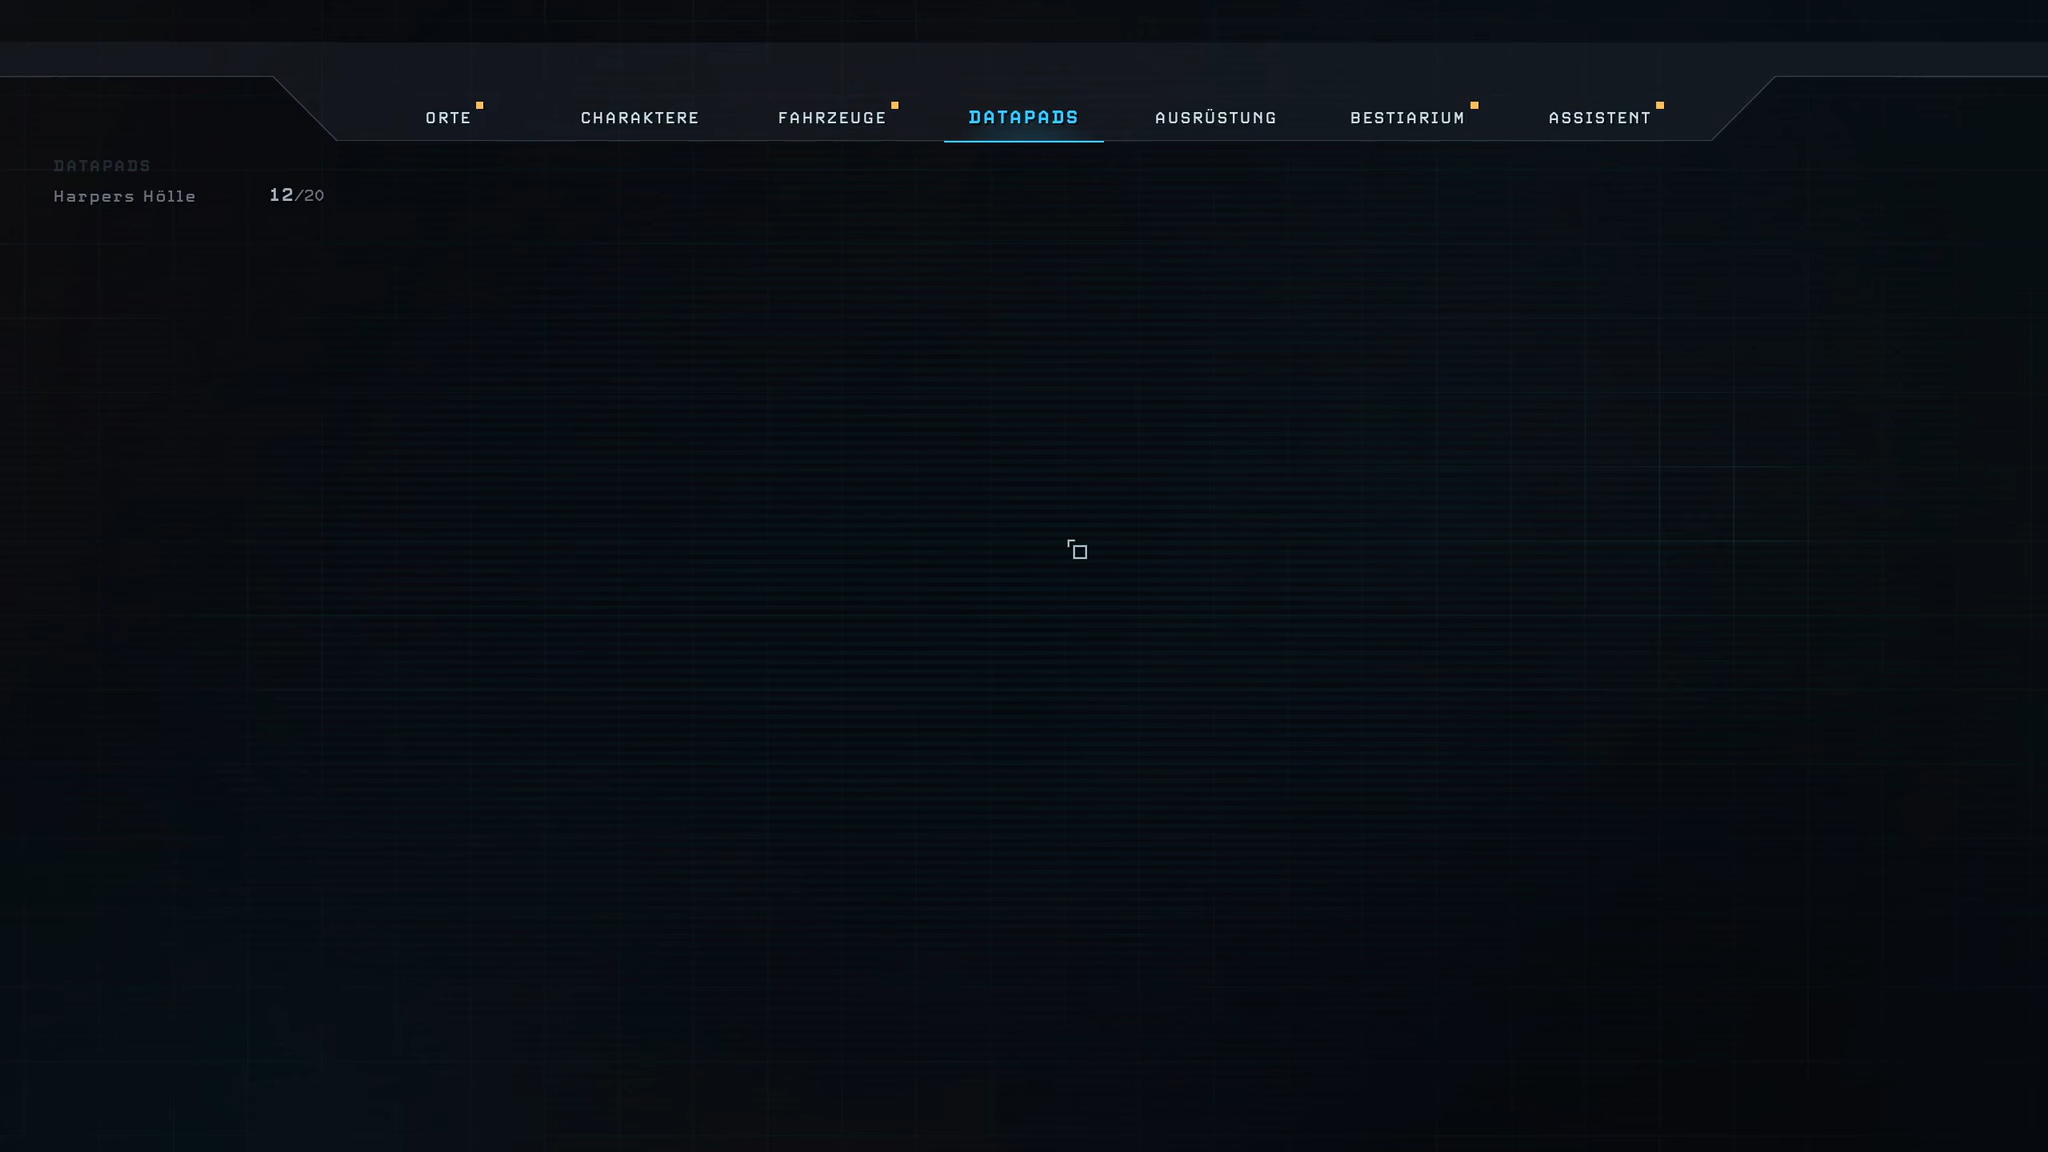 ORTE CHARAKTERE FAHRZEUGE DATAPADS AUSRÜSTUNG BESTIARIUM ASSISTENT
DATAPADS
Harpers Hölle 12/20